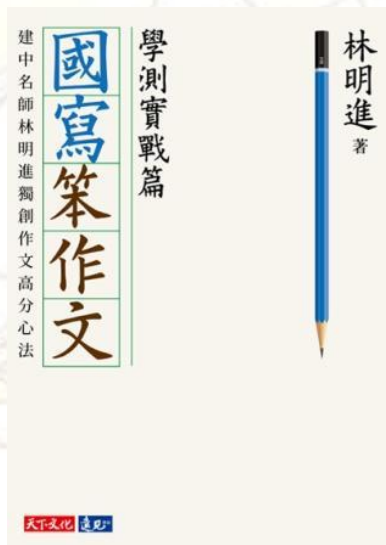 林明進 著
學測實戰篇
國寫笨作文
建中名師林明進獨創作文高分心法
天下文化 遠見